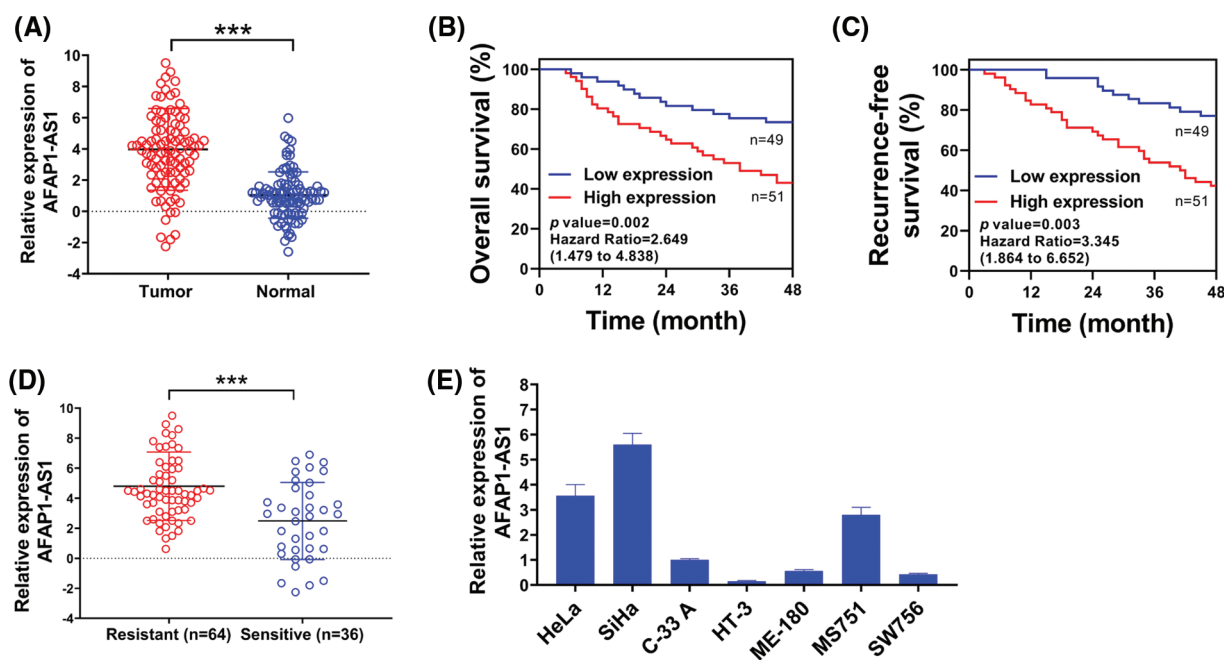 (A)
***
Relative expression of
AFAP1-AS1
10
8
6
4
2
0
-2
-4
Tumor
Normal
(B)
Overall survival (%)
100
80
60
40
20
0
n=49
Low expression
High expression
n=51
p value=0.002
Hazard Ratio=2.649
(1.479 to 4.838)
0
12
24
36
48
Time (month)
(C)
Recurrence-free
survival (%)
100
80
60
40
20
0
n=49
Low expression
High expression
n=51
p value=0.003
Hazard Ratio=3.345
(1.864 to 6.652)
0
12
24
36
48
Time (month)
(D)
***
Relative expression of
AFAP1-AS1
10
8
6
4
2
0
-2
-4
Resistant (n=64)
Sensitive (n=36)
(E)
Relative expression of
AFAP1-AS1
8
7
6
5
4
3
2
1
0
HeLa
SiHa
C-33 A
HT-3
ME-180
MS751
SW756